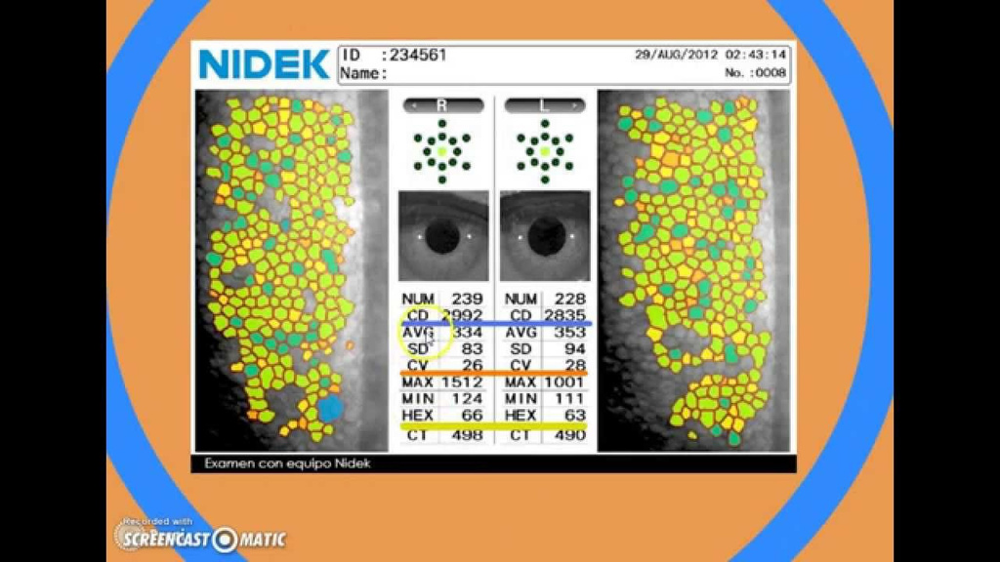 NIDEK
ID :234561
Name:
29/AUG/2012 02:43:14
No. :0008
R L
NUM 239 NUM 228
CD 2992 CD 2835
AVG 334 AVG 353
SD 83 SD 94
CV 26 CV 28
MAX 1512 MAX 1001
MIN 124 MIN 111
HEX 66 HEX 63
CT 498 CT 490
Examen con equipo Nidek
Recorded with
SCREENCAST MATIC